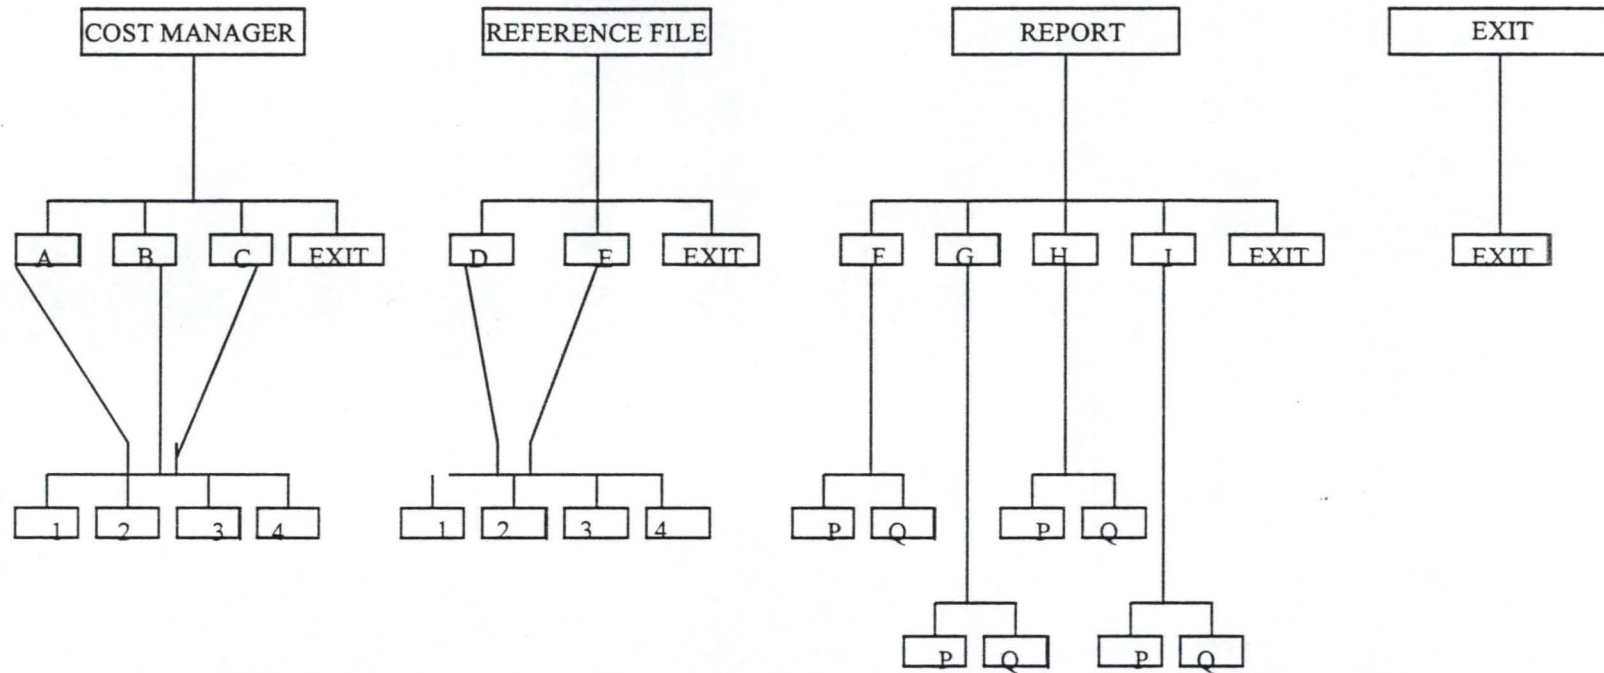 COST MANAGER REFERENCE FILE REPORT EXIT
A B C EXIT D E EXIT F G H I EXIT EXIT
1 2 3 4 1 2 3 4 P Q P Q
P Q P Q